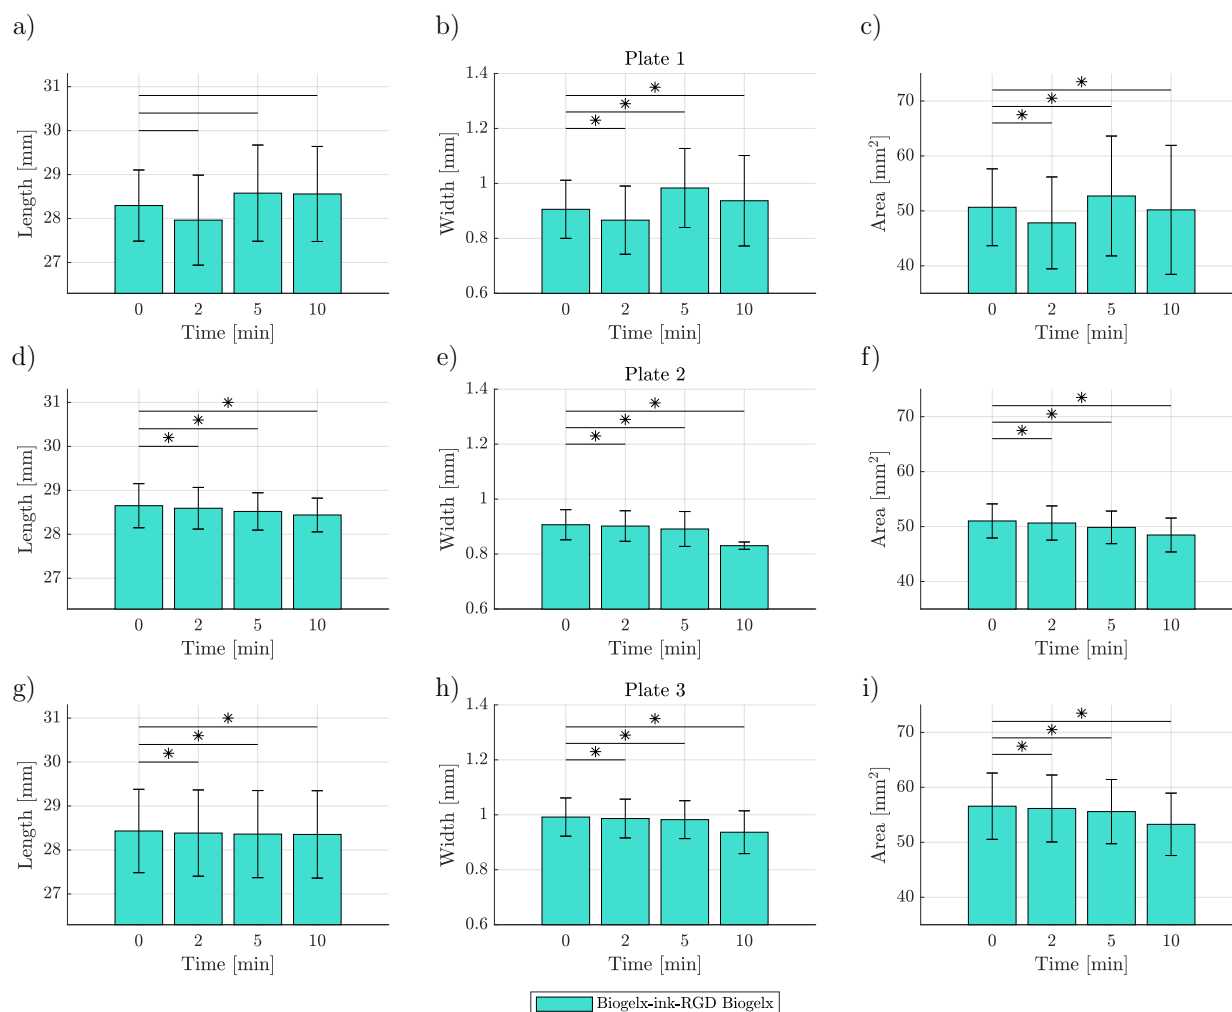 a)
b)
c)
Plate 1
Length [mm]
31
30
29
28
27
0 2 5 10
Time [min]
Width [mm]
1.4
1.2
1
0.8
0.6
0 2 5 10
Time [min]
Area [mm²]
70
60
50
40
0 2 5 10
Time [min]
d)
e)
f)
Plate 2
Length [mm]
31
30
29
28
27
0 2 5 10
Time [min]
Width [mm]
1.4
1.2
1
0.8
0.6
0 2 5 10
Time [min]
Area [mm²]
70
60
50
40
0 2 5 10
Time [min]
g)
h)
i)
Plate 3
Length [mm]
31
30
29
28
27
0 2 5 10
Time [min]
Width [mm]
1.4
1.2
1
0.8
0.6
0 2 5 10
Time [min]
Area [mm²]
70
60
50
40
0 2 5 10
Time [min]
Biogelx-ink-RGD Biogelx